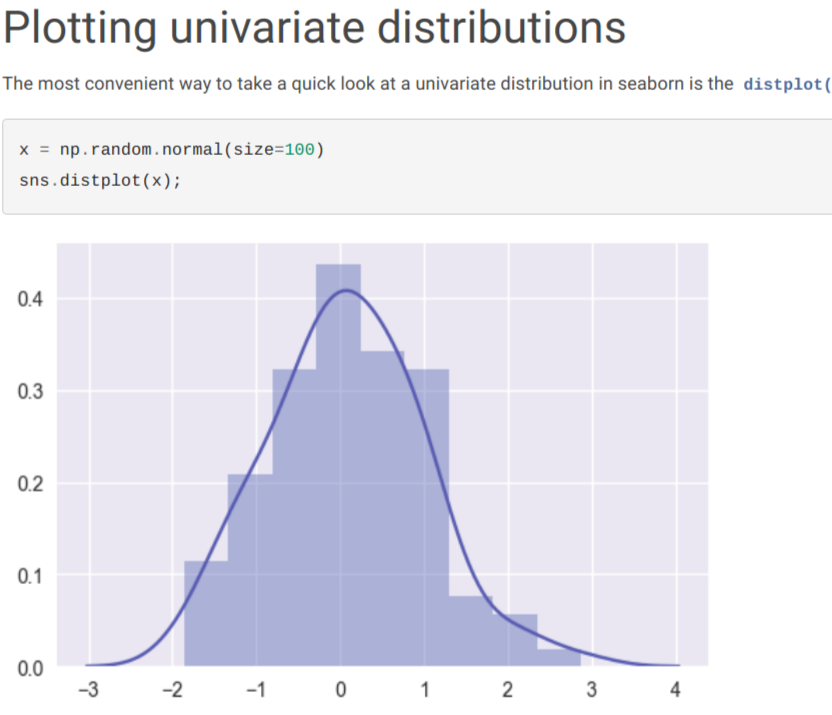 Plotting univariate distributions
The most convenient way to take a quick look at a univariate distribution in seaborn is the distplot(
x = np.random.normal(size=100)
sns.distplot(x);
0.4
0.3
0.2
0.1
0.0
−3 −2 −1 0 1 2 3 4